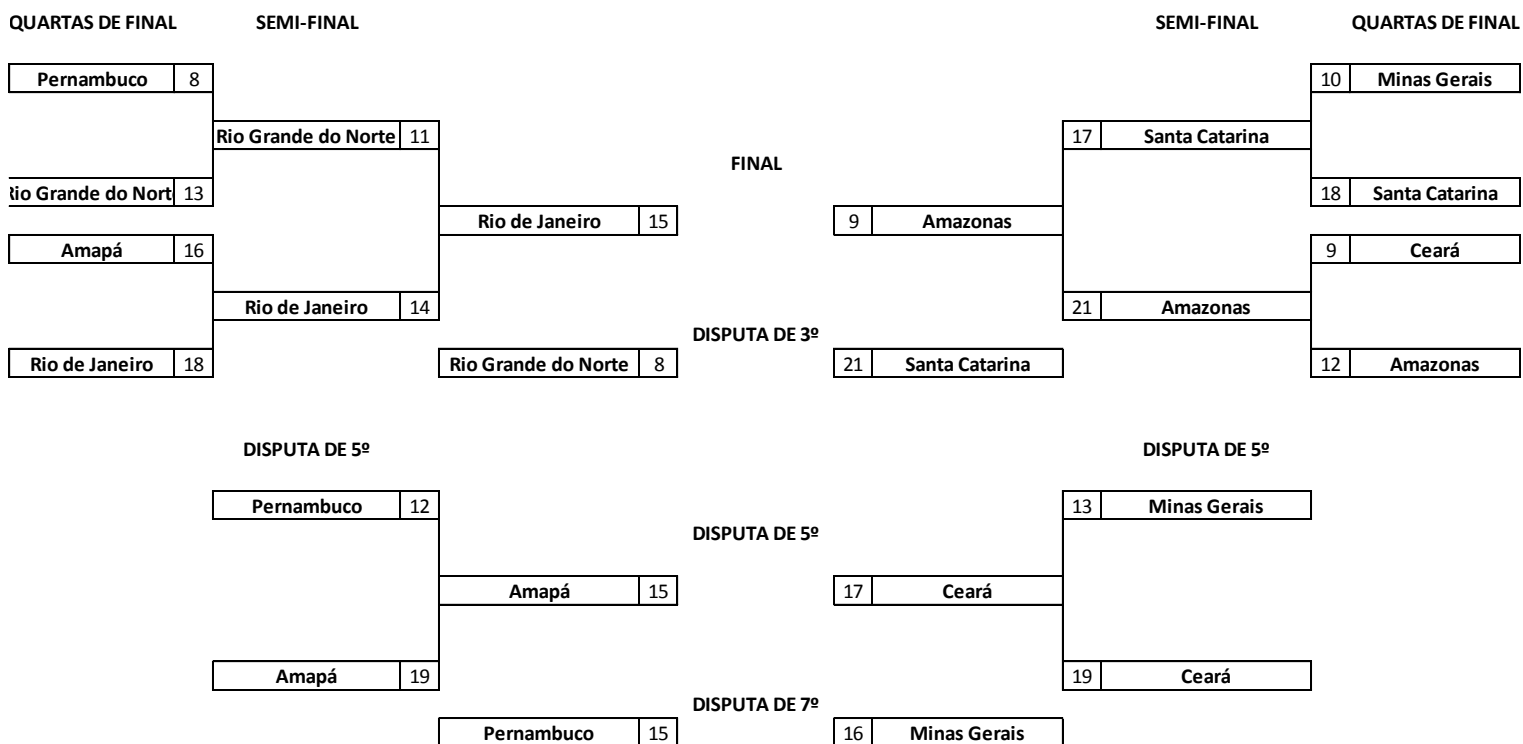 QUARTAS DE FINAL SEMI-FINAL SEMI-FINAL QUARTAS DE FINAL
Pernambuco 8 10 Minas Gerais
Rio Grande do Norte 11 17 Santa Catarina
FINAL
Rio Grande do Nort 13 18 Santa Catarina
Rio de Janeiro 15 9 Amazonas
Amapá 16 9 Ceará
Rio de Janeiro 14 21 Amazonas
DISPUTA DE 3º
Rio de Janeiro 18 Rio Grande do Norte 8 21 Santa Catarina 12 Amazonas
DISPUTA DE 5º DISPUTA DE 5º
Pernambuco 12 13 Minas Gerais
DISPUTA DE 5º
Amapá 15 17 Ceará
Amapá 19 19 Ceará
DISPUTA DE 7º
Pernambuco 15 16 Minas Gerais